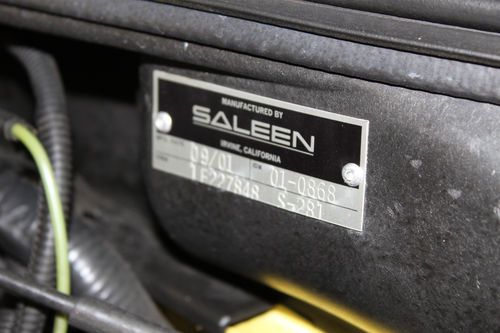 MANUFACTURED BY
SALEEN
IRVINE, CALIFORNIA
09/01 01-0868
1F227848 S-281